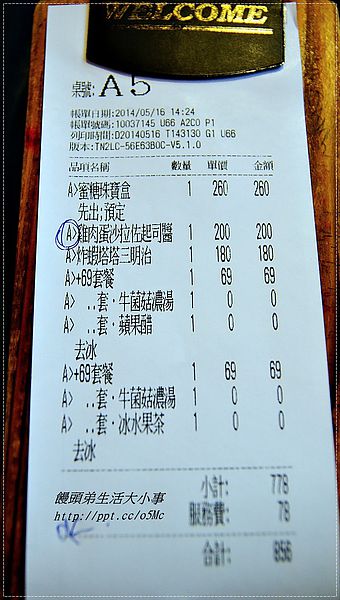 WELCOME
桌號: A5
帳單日期:2014/05/16 14:24
帳單號碼:10037145 U66 A2C0 P1
列印時間:D20140516 T143130 G1 U66
版本:TN2LC-56E63B0C-V5.1.0
品項名稱 數量 單價 金額
A>蜜糖珠寶盒 1 260 260
先出;預定
A>雞肉蛋沙拉佐起司醬 1 200 200
A>炸蝦塔塔三明治 1 180 180
A>+69套餐 1 69 69
A> ..套‧牛菌菇濃湯 1 0 0
A> ..套‧蘋果醋 1 0 0
去冰
A>+69套餐 1 69 69
A> ..套‧牛菌菇濃湯 1 0 0
A> ..套‧冰水果茶 1 0 0
去冰
小計: 778
服務費: 78
合計: 856
饅頭弟生活大小事
http://ppt.cc/o5Mc